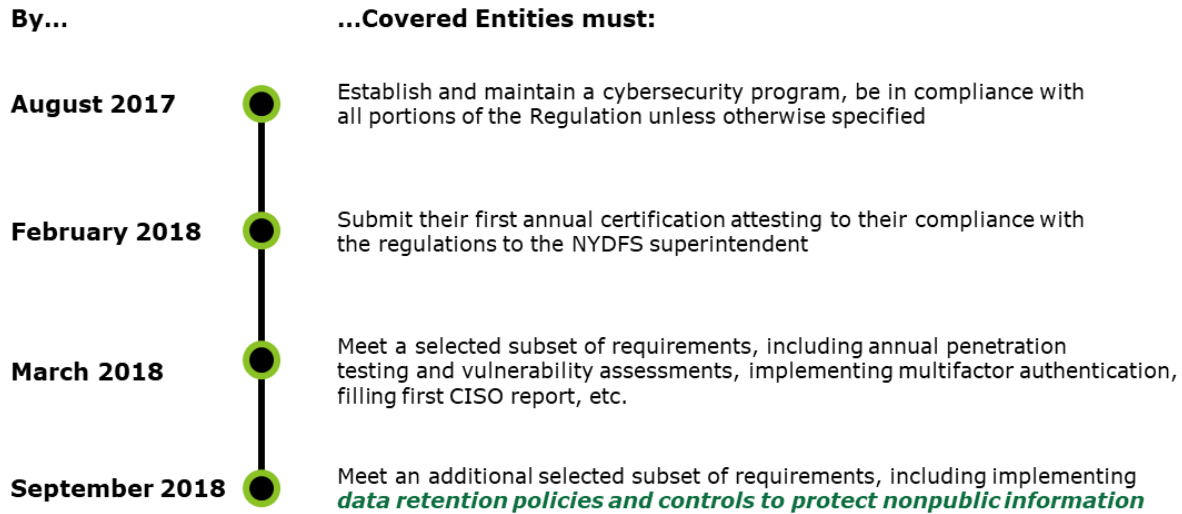 By... ...Covered Entities must:
August 2017
Establish and maintain a cybersecurity program, be in compliance with
all portions of the Regulation unless otherwise specified
February 2018
Submit their first annual certification attesting to their compliance with
the regulations to the NYDFS superintendent
March 2018
Meet a selected subset of requirements, including annual penetration
testing and vulnerability assessments, implementing multifactor authentication,
filling first CISO report, etc.
September 2018
Meet an additional selected subset of requirements, including implementing
data retention policies and controls to protect nonpublic information